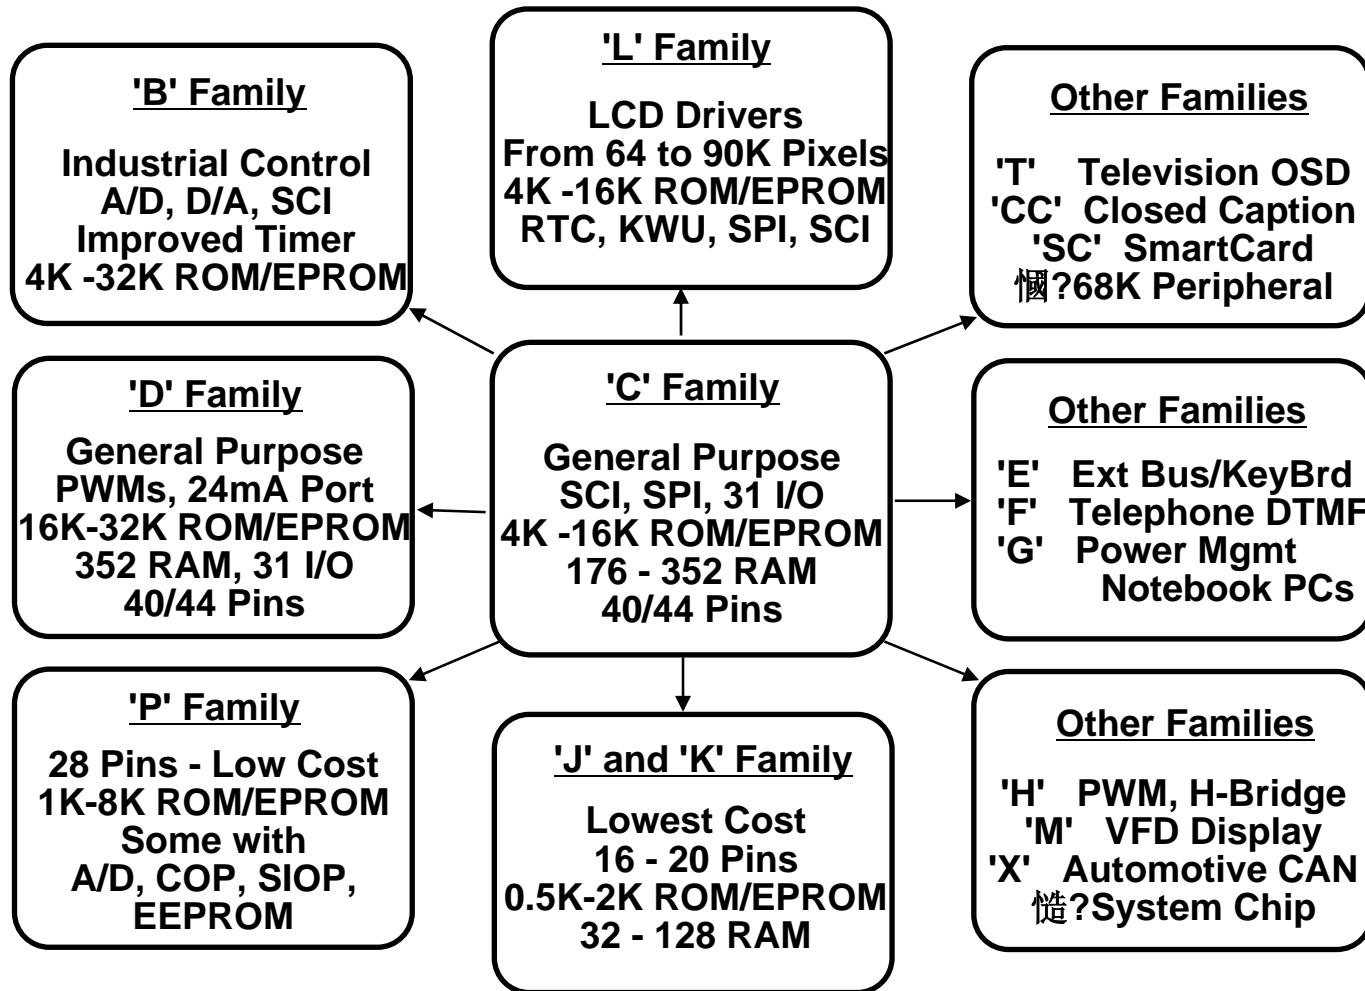 'B' Family
Industrial Control
A/D, D/A, SCI
Improved Timer
4K -32K ROM/EPROM
'L' Family
LCD Drivers
From 64 to 90K Pixels
4K -16K ROM/EPROM
RTC, KWU, SPI, SCI
Other Families
'T' Television OSD
'CC' Closed Caption
'SC' SmartCard
?68K Peripheral
'D' Family
General Purpose
PWMs, 24mA Port
16K-32K ROM/EPROM
352 RAM, 31 I/O
40/44 Pins
'C' Family
General Purpose
SCI, SPI, 31 I/O
4K -16K ROM/EPROM
176 - 352 RAM
40/44 Pins
Other Families
'E' Ext Bus/KeyBrd
'F' Telephone DTMF
'G' Power Mgmt
Notebook PCs
'P' Family
28 Pins - Low Cost
1K-8K ROM/EPROM
Some with
A/D, COP, SIOP,
EEPROM
'J' and 'K' Family
Lowest Cost
16 - 20 Pins
0.5K-2K ROM/EPROM
32 - 128 RAM
Other Families
'H' PWM, H-Bridge
'M' VFD Display
'X' Automotive CAN
?System Chip